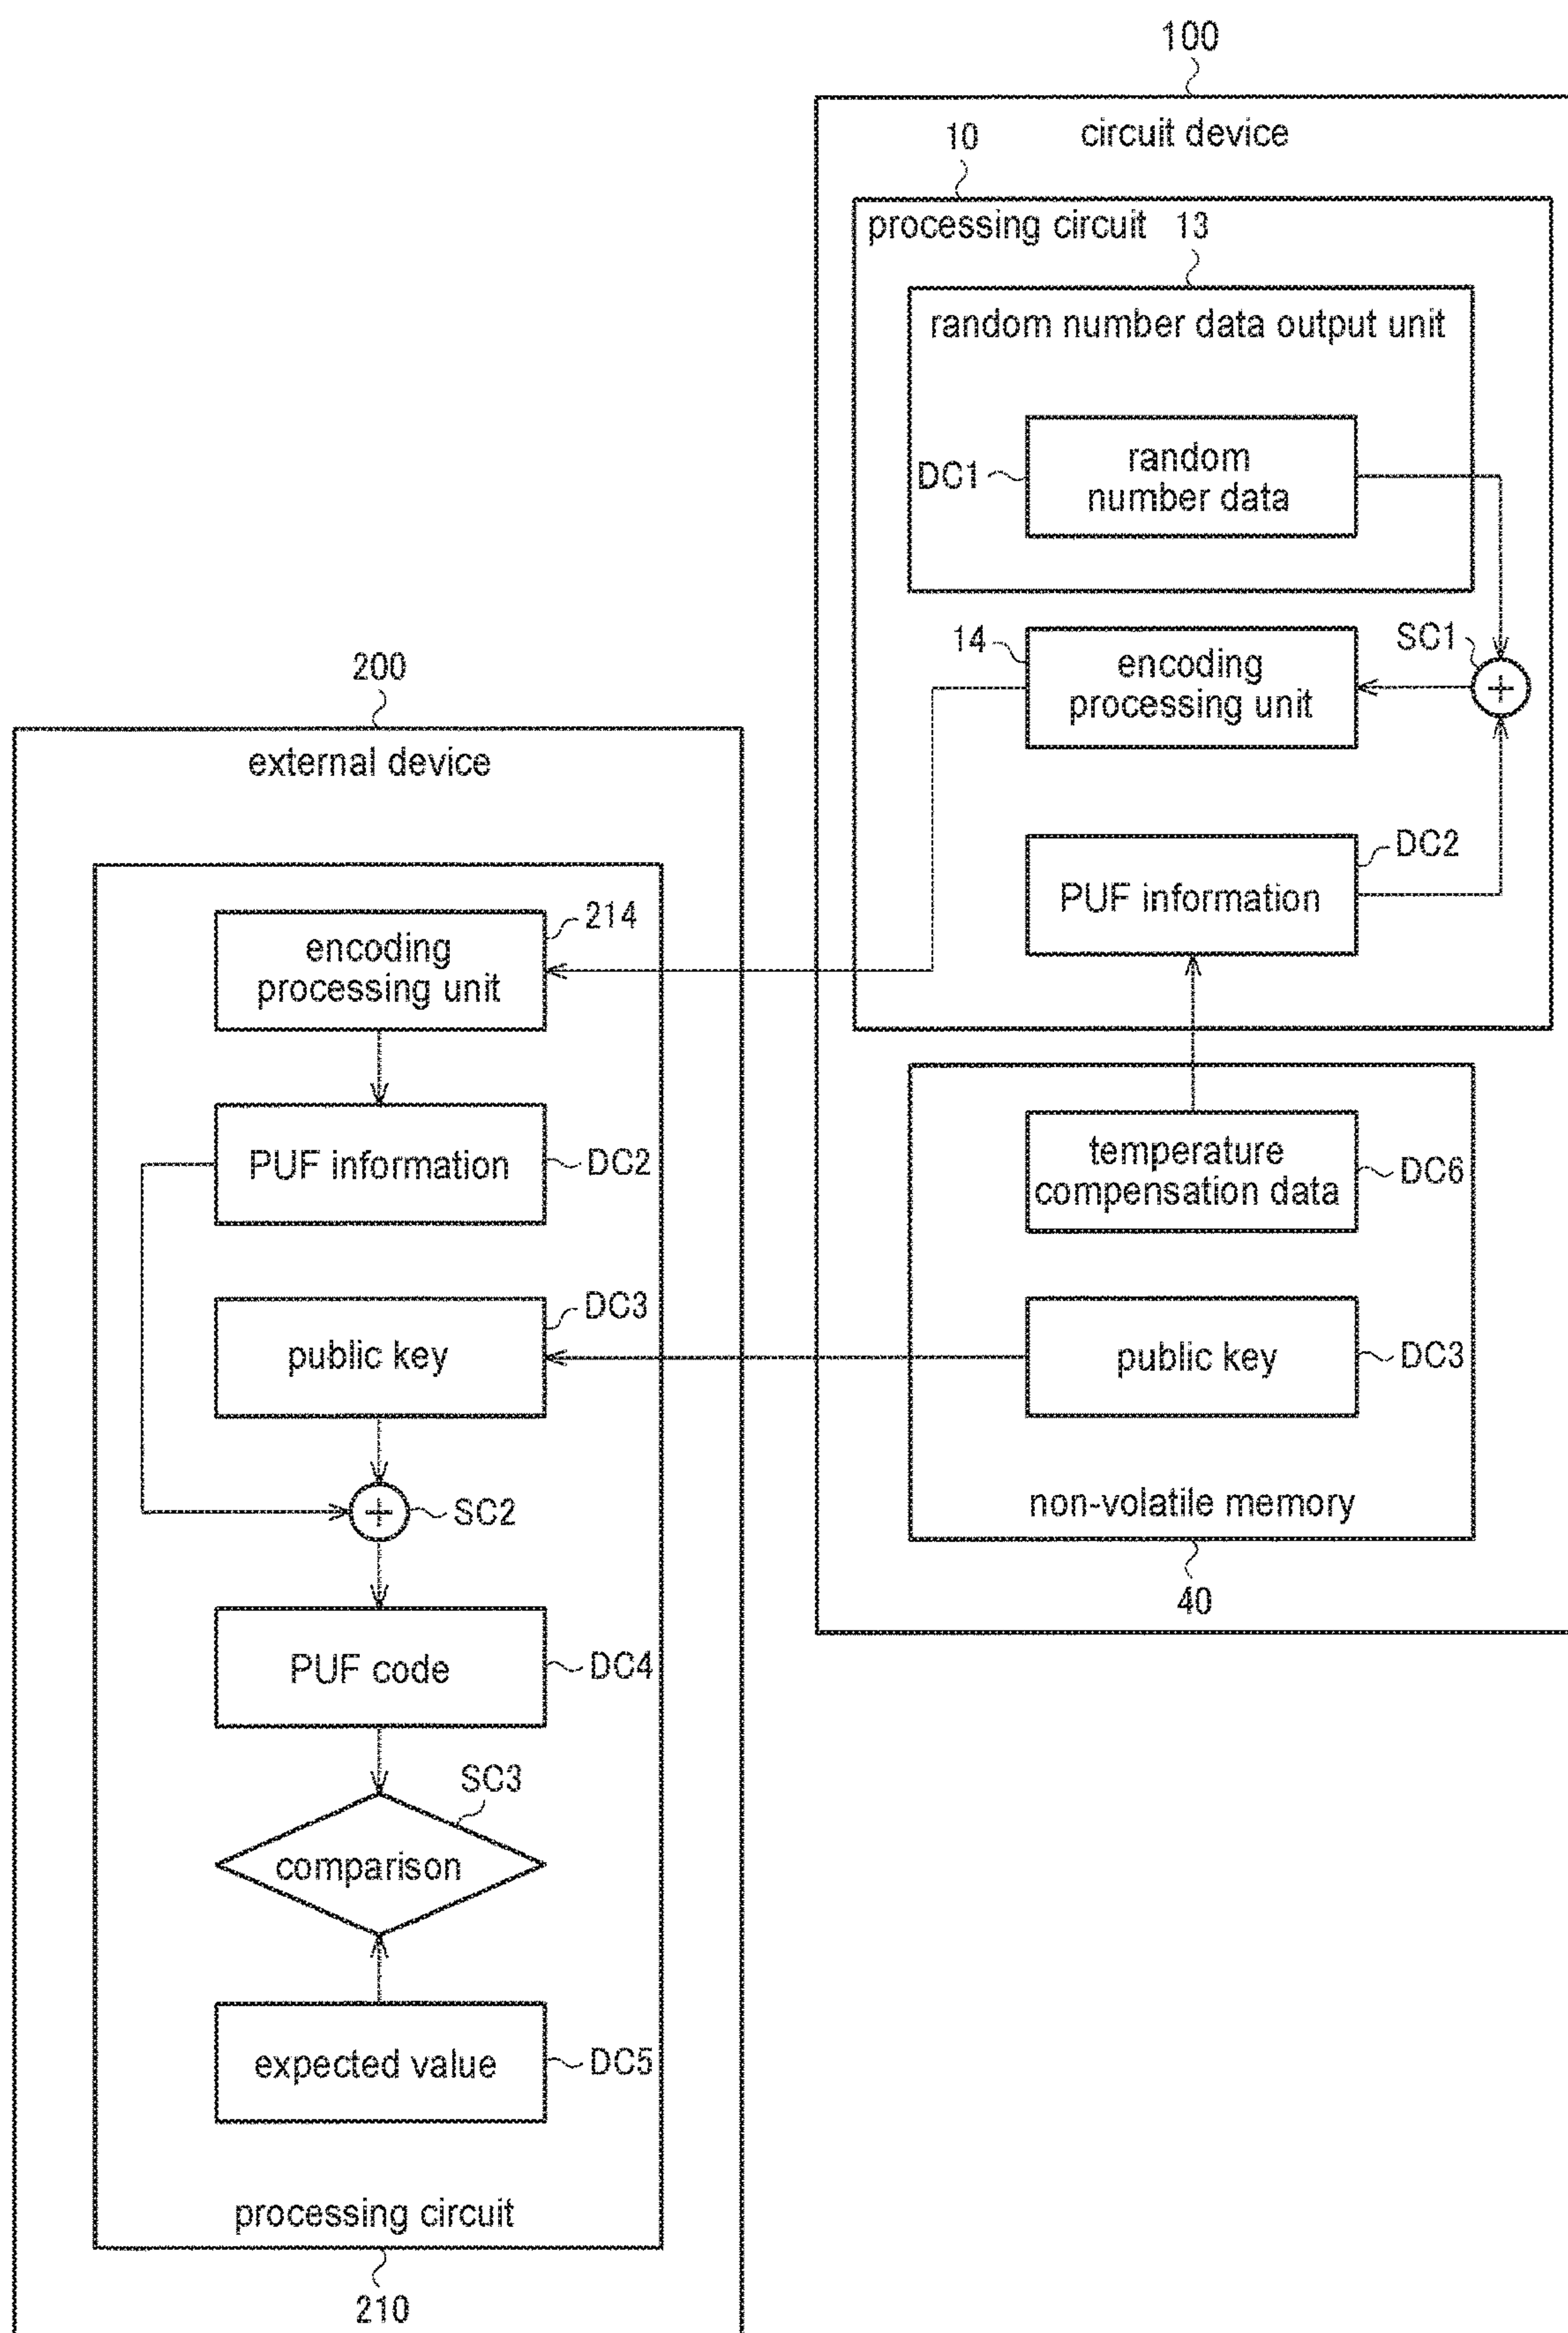 100
circuit device
10
processing circuit 13
random number data output unit
DC1
random
number data
14
encoding
processing unit
SC1
+
PUF information
DC2
temperature
compensation data
DC6
public key
DC3
non-volatile memory
40
200
external device
encoding
processing unit
214
PUF information
DC2
public key
DC3
+
SC2
PUF code
DC4
SC3
comparison
expected value
DC5
processing circuit
210